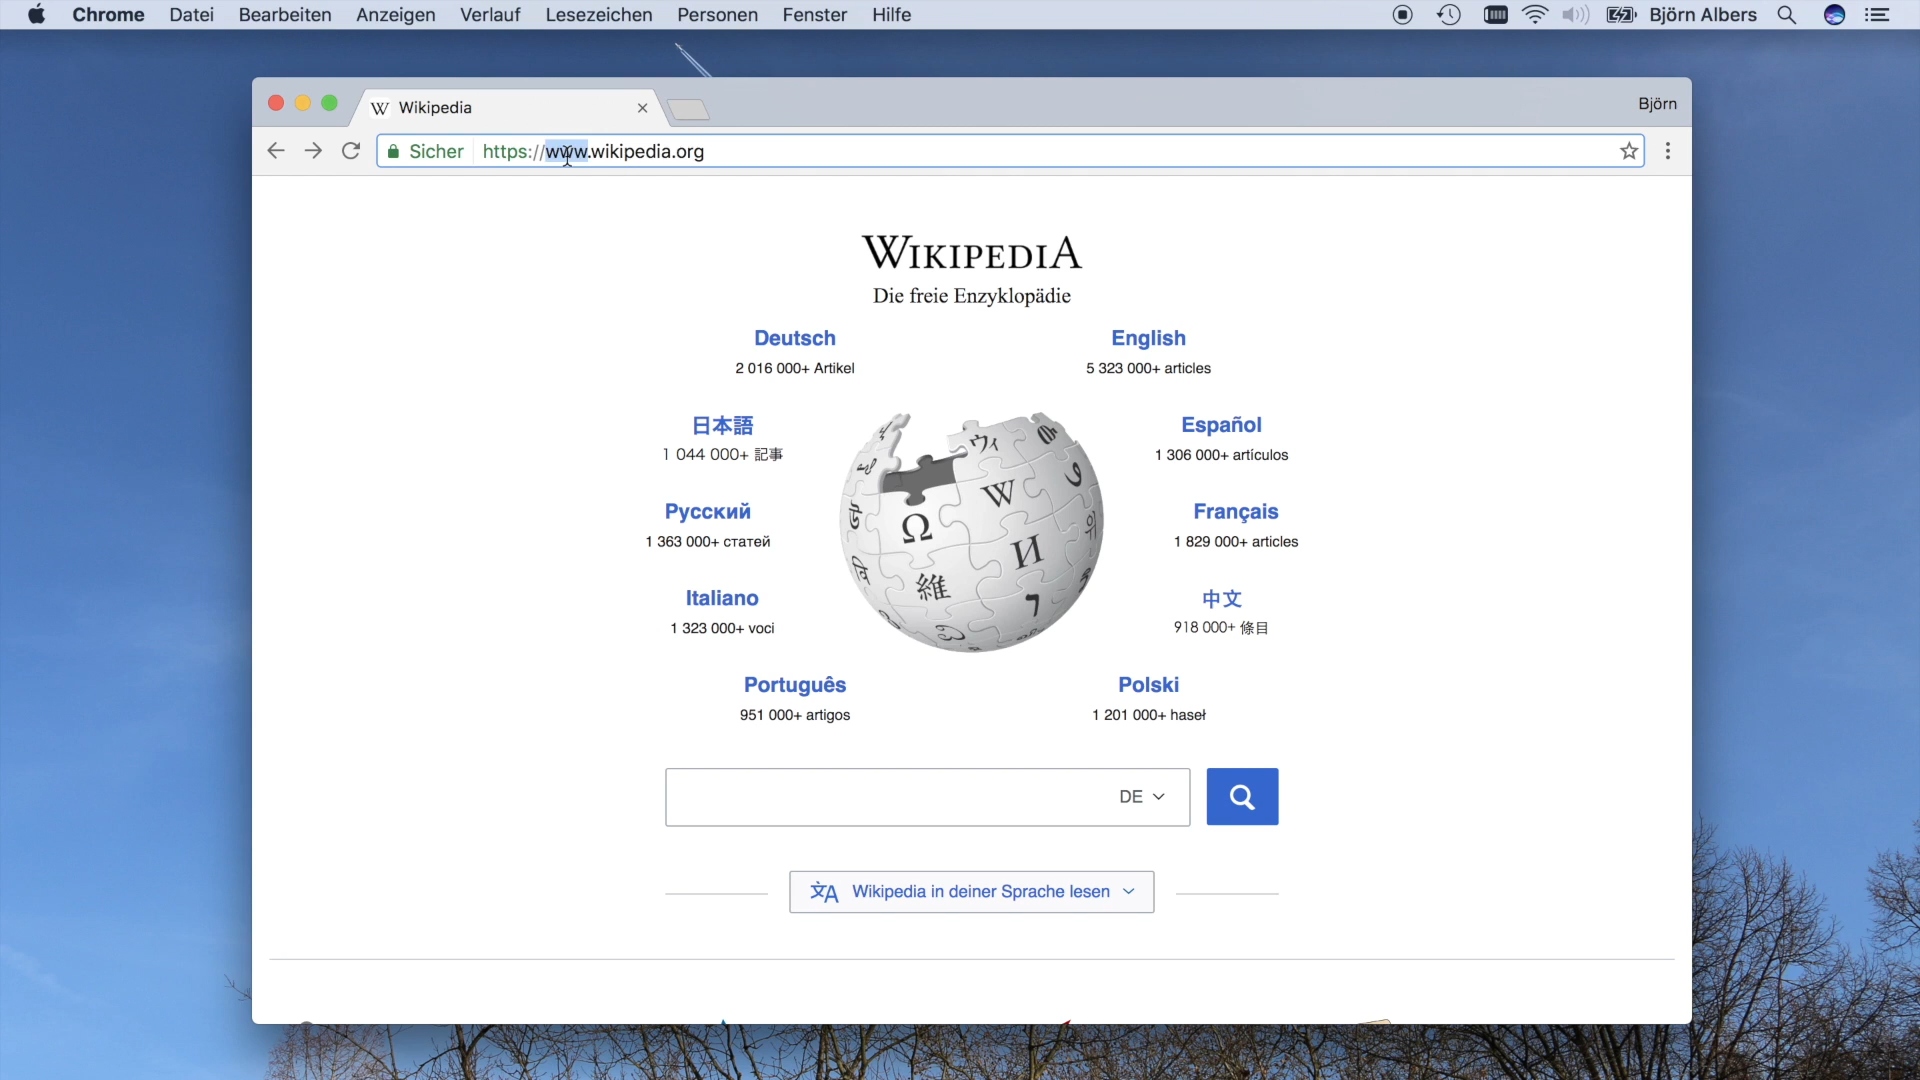 Chrome Datei Bearbeiten Anzeigen Verlauf Lesezeichen Personen Fenster Hilfe Björn Albers
Wikipedia Björn
Sicher https://www.wikipedia.org
WIKIPEDIA
Die freie Enzyklopädie
Deutsch English
2 016 000+ Artikel 5 323 000+ articles
日本語 Español
1 044 000+ 記事 1 306 000+ artículos
Русский Français
1 363 000+ статей 1 829 000+ articles
Italiano 中文
1 323 000+ voci 918 000+ 條目
Português Polski
951 000+ artigos 1 201 000+ haseł
DE
Wikipedia in deiner Sprache lesen